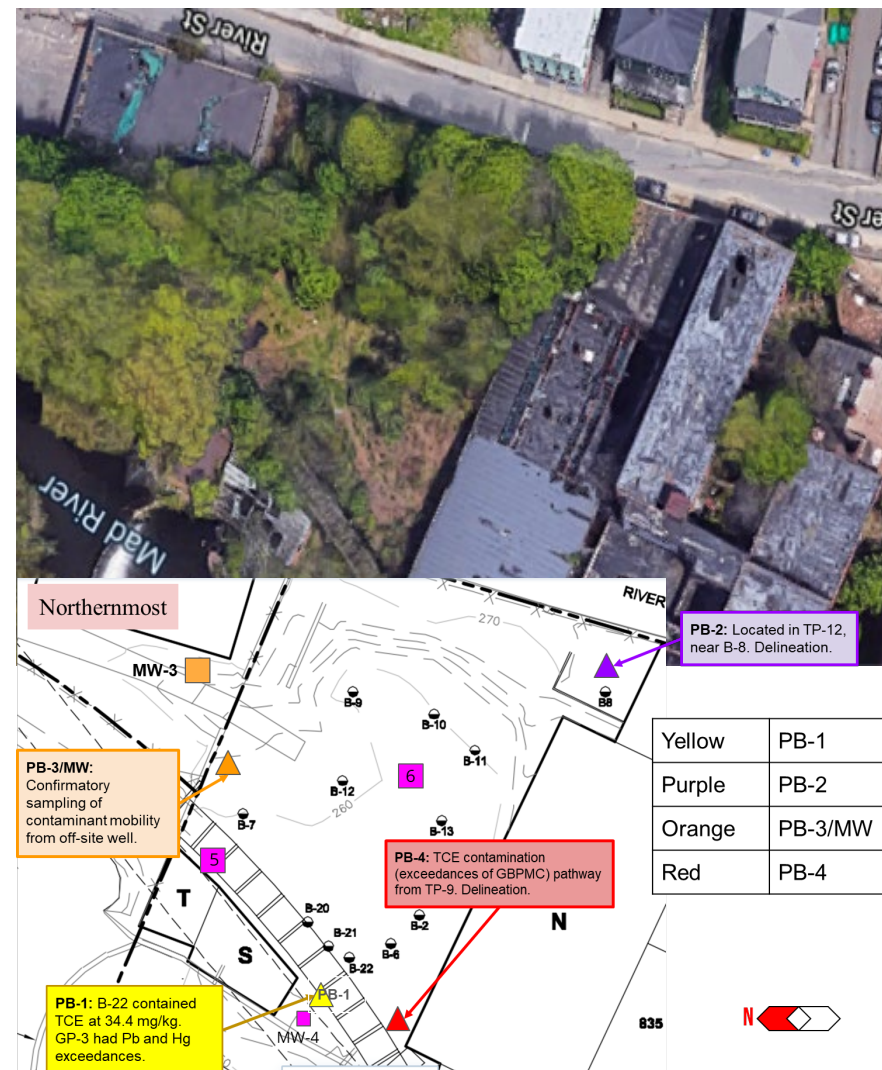 River St
River St
Mad River
Northernmost
270
RIVER
PB-2: Located in TP-12,
near B-8. Delineation.
MW-3
B-9
B8
B-10
B-11
Yellow PB-1
Purple PB-2
Orange PB-3/MW
Red PB-4
PB-3/MW:
Confirmatory
sampling of
contaminant mobility
from off-site well.
6
B-12
260
B-7
B-13
5
PB-4: TCE contamination
(exceedances of GBPMC) pathway
from TP-9. Delineation.
T
B-20
B-2
N
B-21
B-6
S
B-22
PB-1
PB-1: B-22 contained
TCE at 34.4 mg/kg.
GP-3 had Pb and Hg
exceedances.
MW-4
835
N